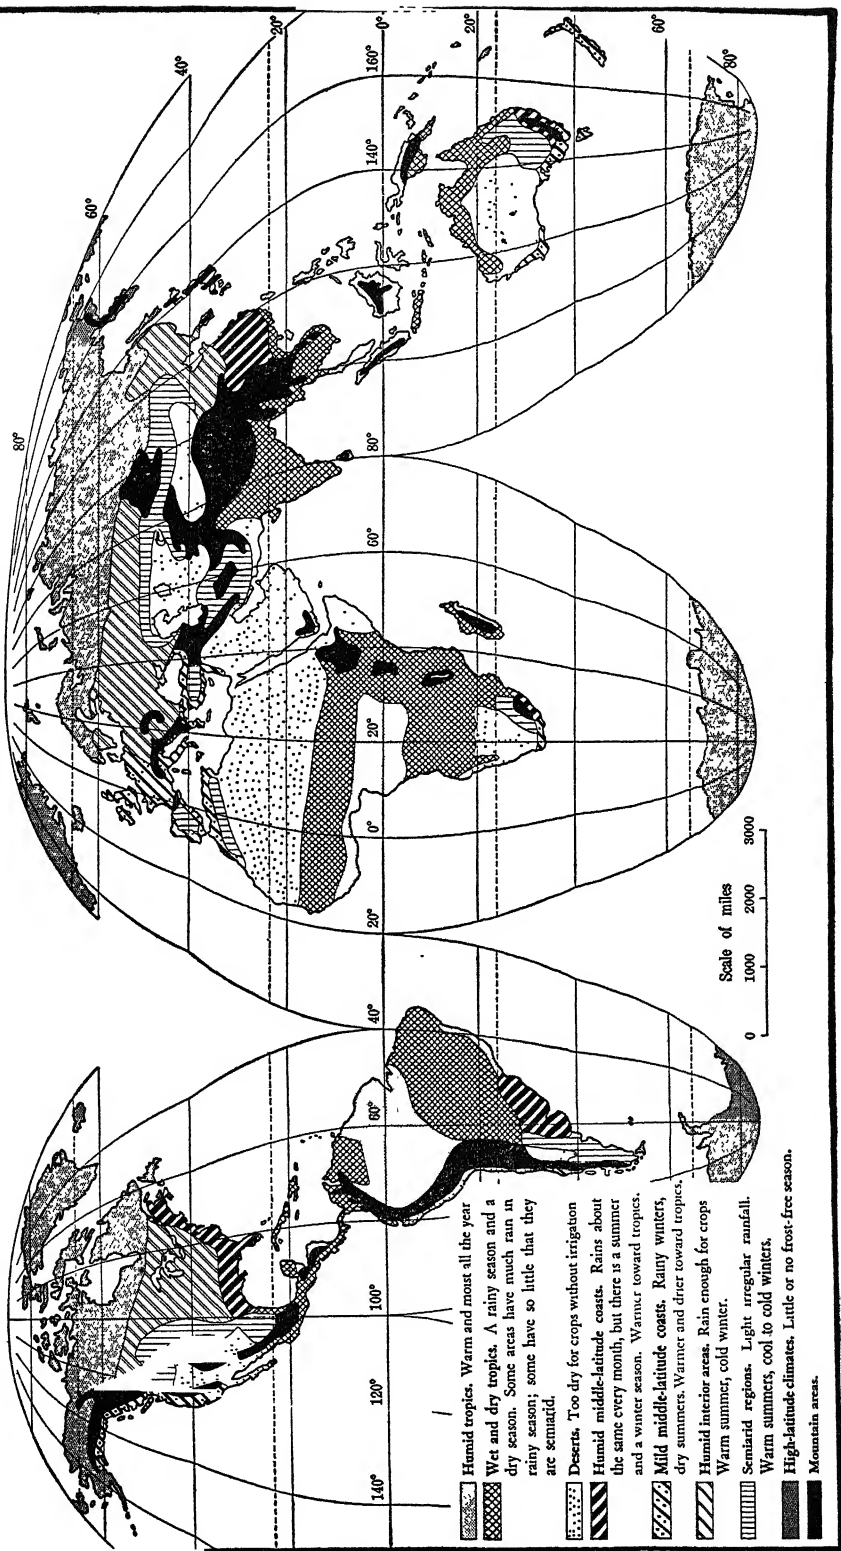 80°
60°
40°
20°
0°
20°
60°
80°
160°
140°
80°
60°
20°
0°
20°
40°
60°
100°
120°
140°
Scale of miles
0 1000 2000 3000
Humid tropics. Warm and moist all the year
Wet and dry tropics. A rainy season and a
dry season. Some areas have much rain in
rainy season; some have so little that they
are semiarid.
Deserts. Too dry for crops without irrigation
Humid middle-latitude coasts. Rains about
the same every month, but there is a summer
and a winter season. Warmer toward tropics.
Mild middle-latitude coasts. Rainy winters,
dry summers. Warmer and drier toward tropics.
Humid interior areas. Rain enough for crops
Warm summer, cold winter.
Semiarid regions. Light irregular rainfall.
Warm summers, cool to cold winters.
High-latitude climates. Little or no frost-free season.
Mountain areas.